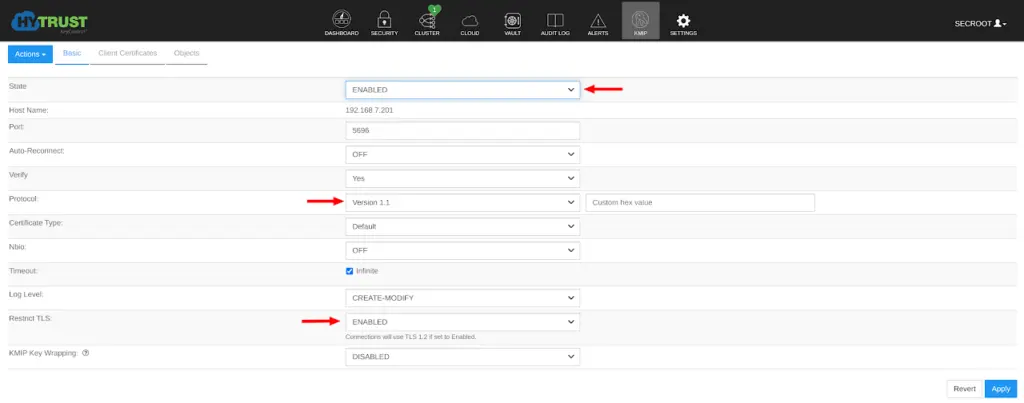 HYTRUST
KeyControl
DASHBOARD
SECURITY
1
CLUSTER
CLOUD
VAULT
AUDIT LOG
ALERTS
KMIP
SETTINGS
SECROOT
Actions
Basic
Client Certificates
Objects
State
ENABLED
Host Name:
192.168.7.201
Port:
5696
Auto-Reconnect:
OFF
Verify
Yes
Protocol:
Version 1.1
Custom hex value
Certificate Type:
Default
Nbio:
OFF
Timeout:
Infinite
Log Level:
CREATE-MODIFY
Restrict TLS:
ENABLED
Connections will use TLS 1.2 if set to Enabled.
KMIP Key Wrapping:
?
DISABLED
Revert
Apply